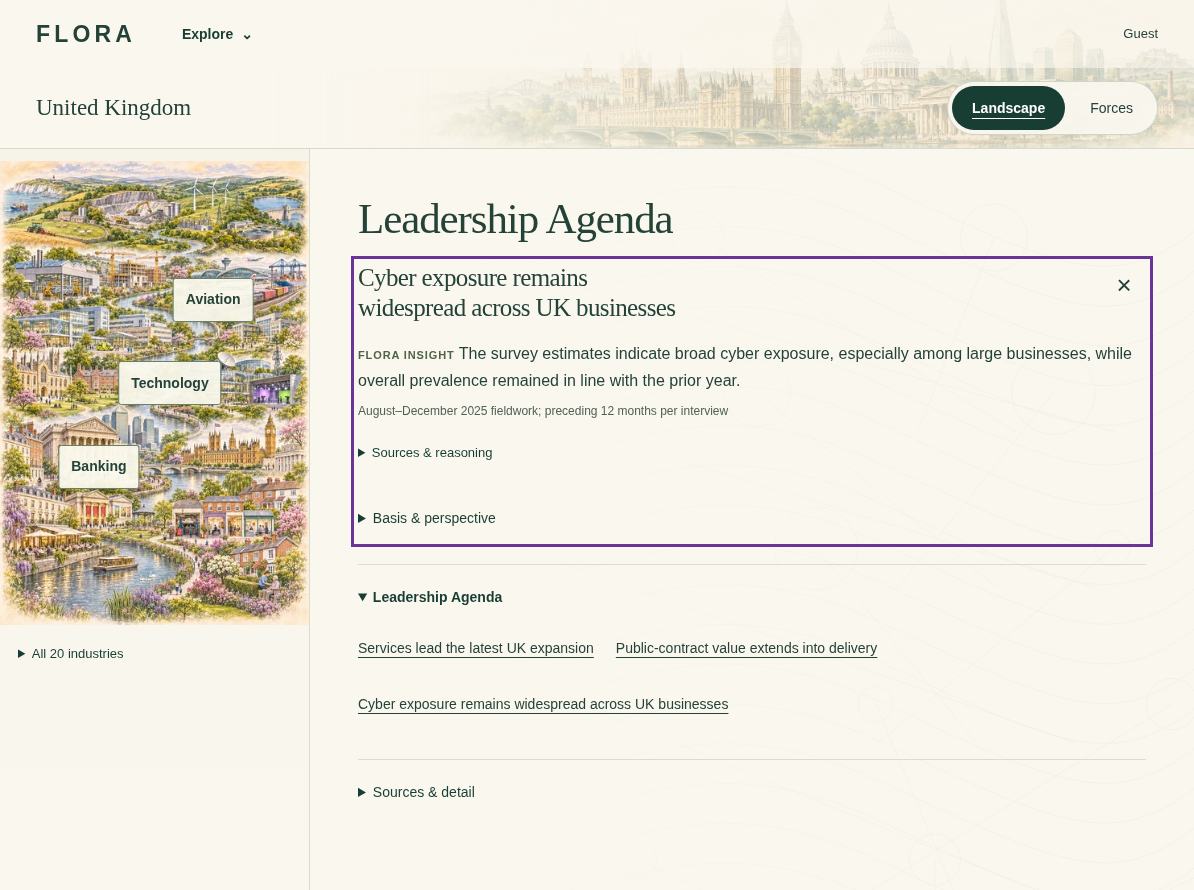 FLORA
Explore
Guest
United Kingdom
Landscape
Forces
Aviation
Technology
Banking
All 20 industries
Leadership Agenda
Cyber exposure remains
widespread across UK businesses
FLORA INSIGHT The survey estimates indicate broad cyber exposure, especially among large businesses, while
overall prevalence remained in line with the prior year.
August–December 2025 fieldwork; preceding 12 months per interview
Sources & reasoning
Basis & perspective
Leadership Agenda
Services lead the latest UK expansion
Public-contract value extends into delivery
Cyber exposure remains widespread across UK businesses
Sources & detail